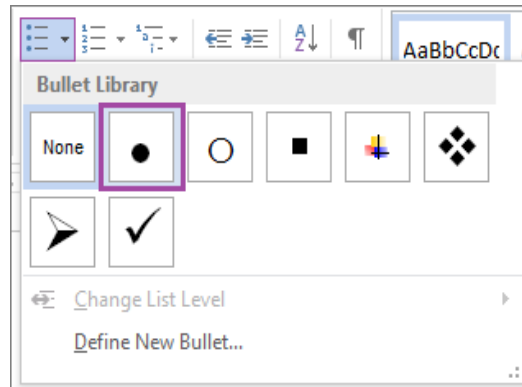 AaBbCcDc
Bullet Library
None
Change List Level
Define New Bullet...